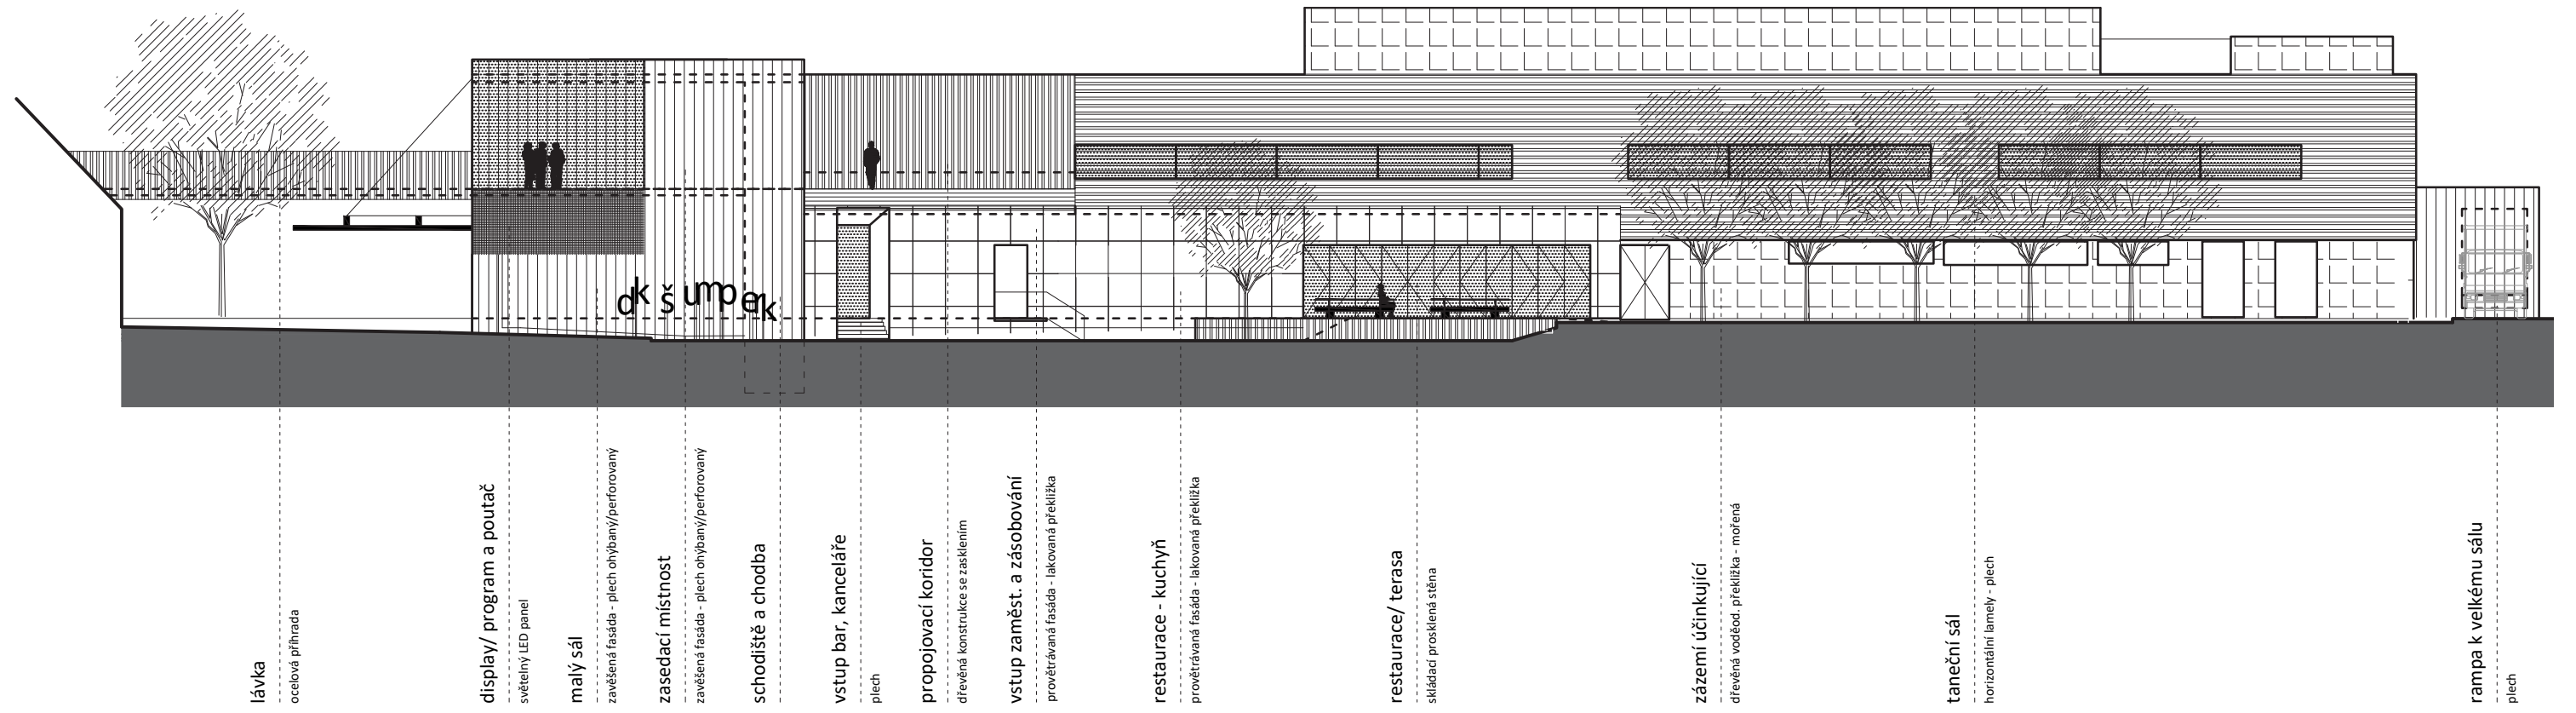 dk šumperk
lávka
ocelová příhrada
display/ program a poutač
světelný LED panel
malý sál
zavěšená fasáda - plech ohýbaný/perforovaný
zasedací místnost
zavěšená fasáda - plech ohýbaný/perforovaný
schodiště a chodba
vstup bar, kanceláře
plech
propojovací koridor
dřevěná konstrukce se zasklením
vstup zaměst. a zásobování
provětrávaná fasáda - lakovaná překližka
restaurace - kuchyň
provětrávaná fasáda - lakovaná překližka
restaurace/ terasa
skládací prosklená stěna
zázemí účinkující
dřevěná voděod. překližka - mořená
taneční sál
horizontální lamely - plech
rampa k velkému sálu
plech